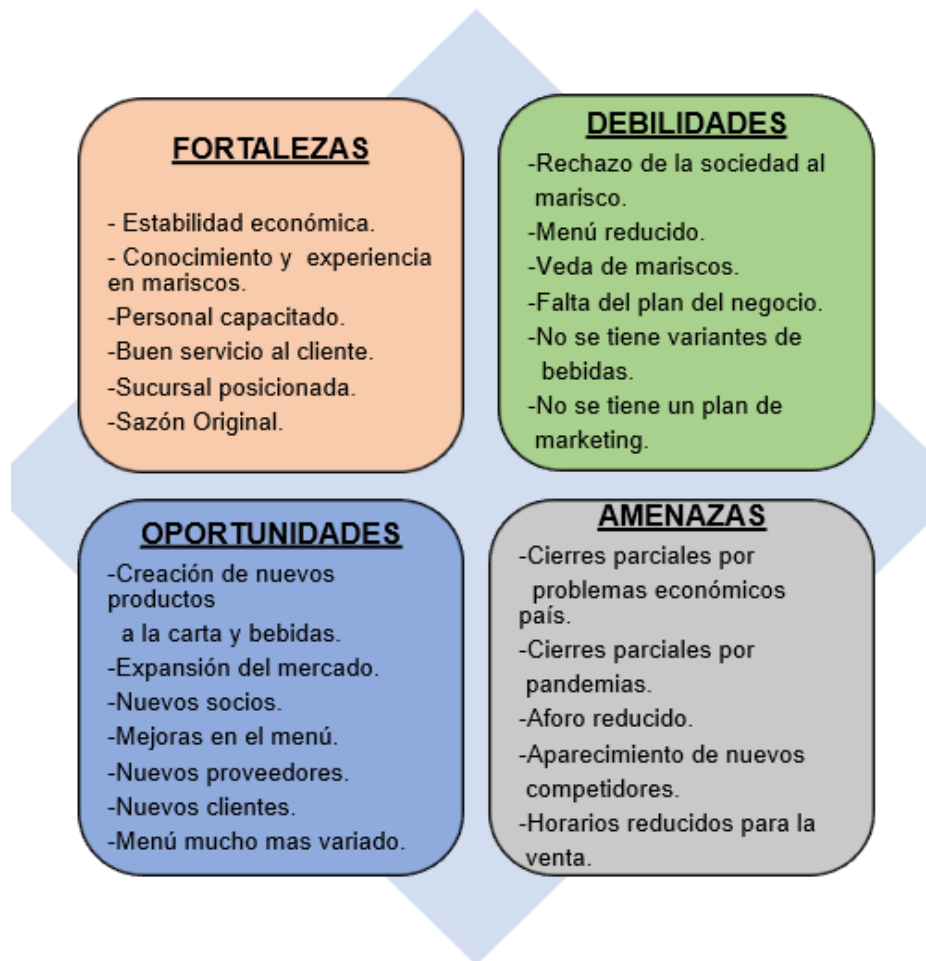 FORTALEZAS
- Estabilidad económica.
- Conocimiento y experiencia
en mariscos.
-Personal capacitado.
-Buen servicio al cliente.
-Sucursal posicionada.
-Sazón Original.
DEBILIDADES
-Rechazo de la sociedad al
marisco.
-Menú reducido.
-Veda de mariscos.
-Falta del plan del negocio.
-No se tiene variantes de
bebidas.
-No se tiene un plan de
marketing.
OPORTUNIDADES
-Creación de nuevos
productos
a la carta y bebidas.
-Expansión del mercado.
-Nuevos socios.
-Mejoras en el menú.
-Nuevos proveedores.
-Nuevos clientes.
-Menú mucho mas variado.
AMENAZAS
-Cierres parciales por
problemas económicos
país.
-Cierres parciales por
pandemias.
-Aforo reducido.
-Aparecimiento de nuevos
competidores.
-Horarios reducidos para la
venta.